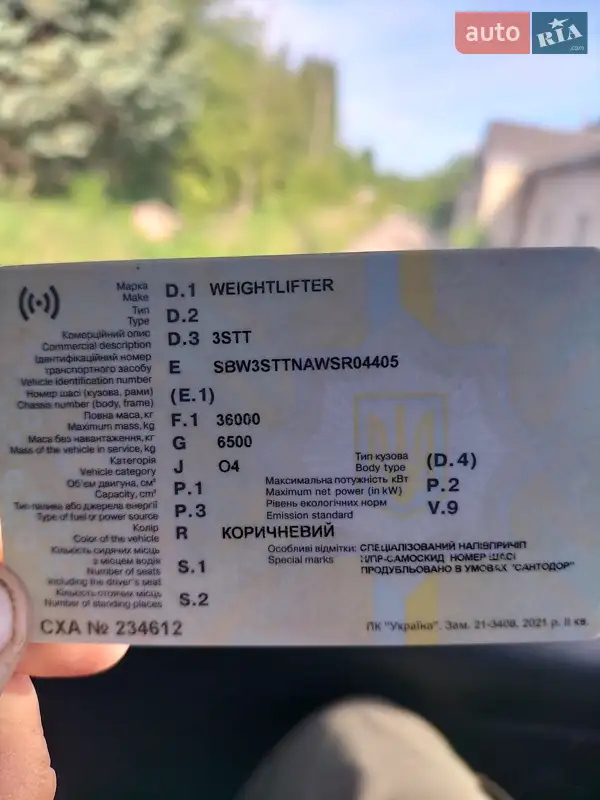 auto RIA .com
Марка D.1 WEIGHTLIFTER
Make
Тип D.2
Type
Комерційний опис D.3 3STT
Commercial description
Ідентифікаційний номер
транспортного засобу E SBW3STTNAWSR04405
Vehicle identification number
Номер шасі (кузова, рами) (E.1)
Chassis number (body, frame)
Повна маса, кг F.1 36000
Maximum mass, kg
Маса без навантаження, кг G 6500
Mass of the vehicle in service, kg
Категорія J O4
Vehicle category
Тип кузова (D.4)
Body type
Об'єм двигуна, см³ P.1
Capacity, cm³
Максимальна потужність кВт P.2
Maximum net power (in kW)
Тип палива або джерела енергії P.3
Type of fuel or power source
Рівень екологічних норм V.9
Emission standard
Колір R КОРИЧНЕВИЙ
Color of the vehicle
Кількість сидячих місць
з місцем водія S.1
Number of seats
including the driver's seat
Особливі відмітки: СПЕЦІАЛІЗОВАНИЙ НАПІВПРИЧІП
Special marks Н/ПР-САМОСКИД НОМЕР ШАСІ
ПРОДУБЛЬОВАНО В УМОВАХ "САНТОДОР"
Кількість стоячих місць S.2
Number of standing places
СХА № 234612
ПК "Україна". Зам. 21-3408. 2021 р. II кв.